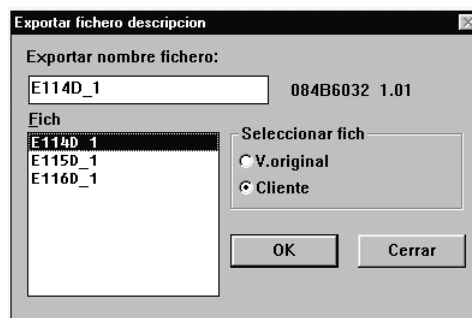 Exportar fichero descripcion
Exportar nombre fichero:
E114D_1 084B6032 1.01
Fich
E114D_1
E115D_1
E116D_1
Seleccionar fich
V.original
Cliente
OK Cerrar